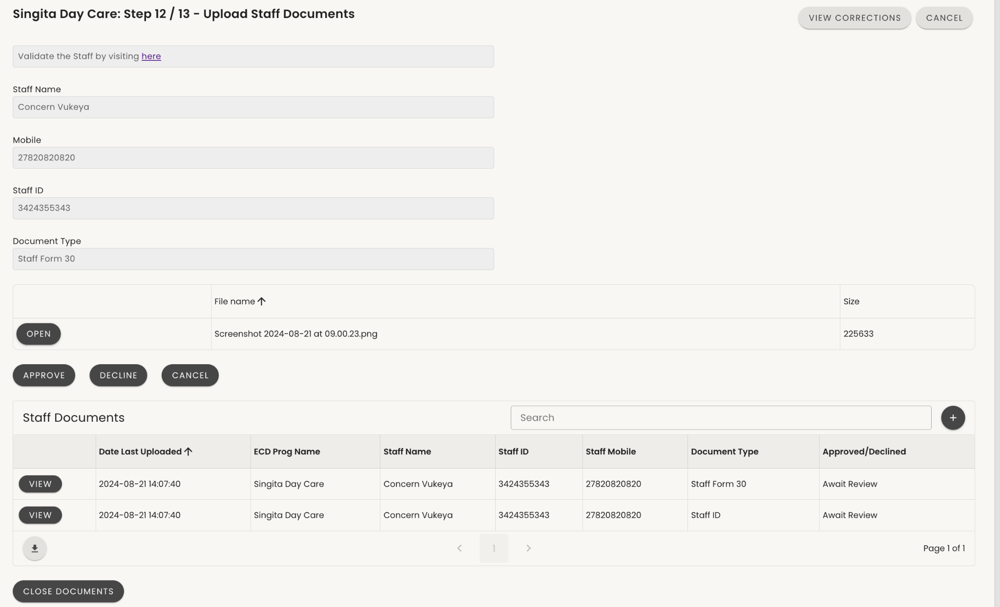 Singita Day Care: Step 12 / 13 - Upload Staff Documents
VIEW CORRECTIONS
CANCEL
Validate the Staff by visiting here
Staff Name
Concern Vukeya
Mobile
27820820820
Staff ID
3424355343
Document Type
Staff Form 30
File name
Size
OPEN
Screenshot 2024-08-21 at 09.00.23.png
225633
APPROVE
DECLINE
CANCEL
Staff Documents
Search
+
Date Last Uploaded
ECD Prog Name
Staff Name
Staff ID
Staff Mobile
Document Type
Approved/Declined
VIEW
2024-08-21 14:07:40
Singita Day Care
Concern Vukeya
3424355343
27820820820
Staff Form 30
Await Review
VIEW
2024-08-21 14:07:40
Singita Day Care
Concern Vukeya
3424355343
27820820820
Staff ID
Await Review
1
Page 1 of 1
CLOSE DOCUMENTS